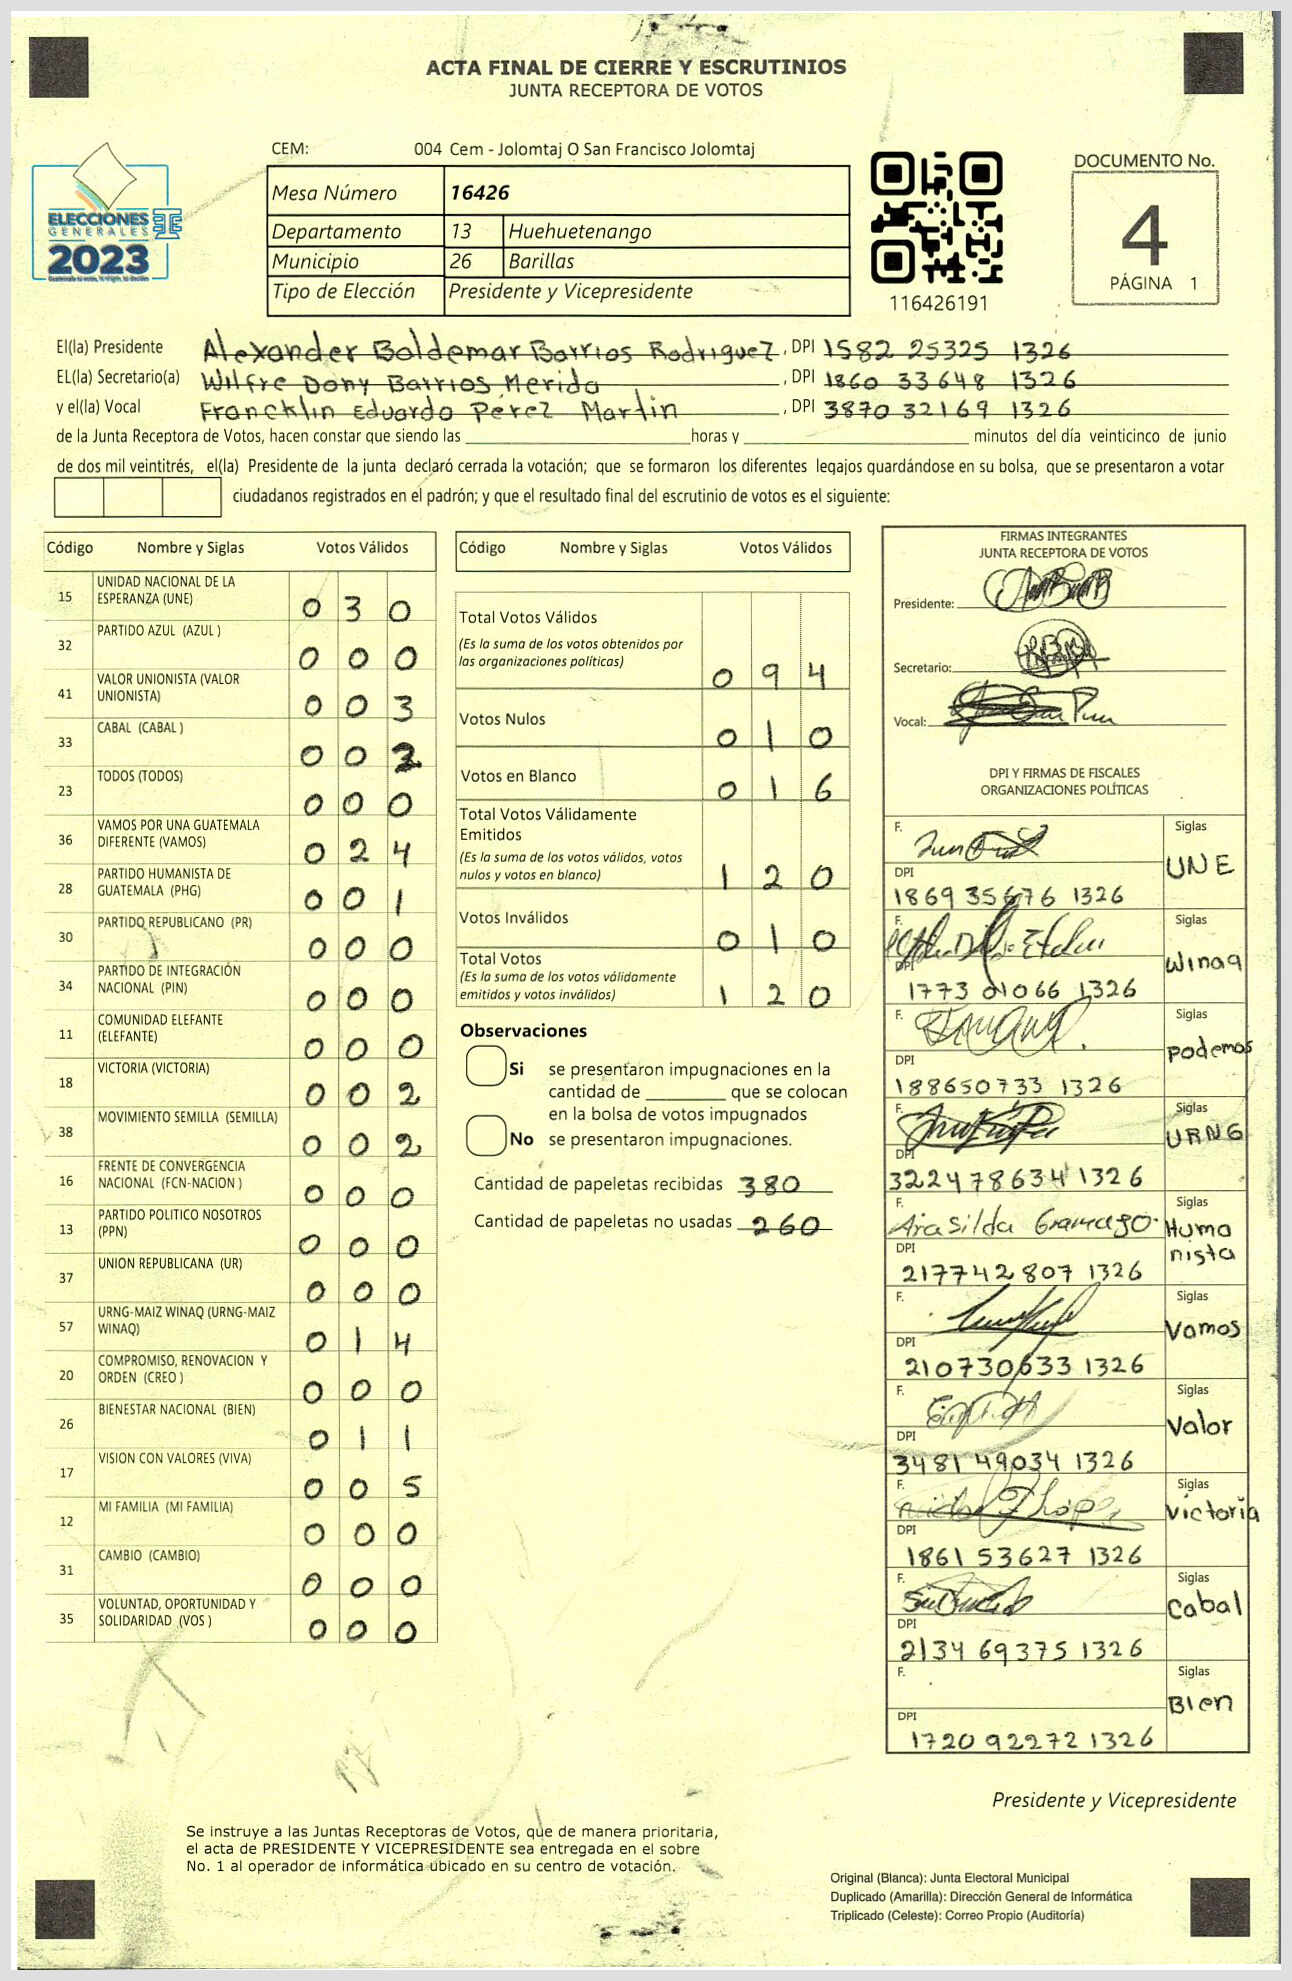 ACTA FINAL DE CIERRE Y ESCRUTINIOS
JUNTA RECEPTORA DE VOTOS
ELECCIONES
GENERALES
2023
CEM: 004 Cem - Jolomtaj O San Francisco Jolomtaj
Mesa Número 16426
Departamento 13 Huehuetenango
Municipio 26 Barillas
Tipo de Elección Presidente y Vicepresidente
116426191
DOCUMENTO No.
4
PÁGINA 1
El(la) Presidente Alexander Baldemar Barrios Rodriguez, DPI 1582 25325 1326
EL(la) Secretario(a) Wilfre Dony Barrios Merida, DPI 1860 33648 1326
y el(la) Vocal Francklin Eduardo Perez Martin, DPI 3870 32169 1326
de la Junta Receptora de Votos, hacen constar que siendo las ______ horas y ______ minutos del día veinticinco de junio
de dos mil veintitrés, el(la) Presidente de la junta declaró cerrada la votación; que se formaron los diferentes legajos guardándose en su bolsa, que se presentaron a votar
ciudadanos registrados en el padrón; y que el resultado final del escrutinio de votos es el siguiente:
Código Nombre y Siglas Votos Válidos
15 UNIDAD NACIONAL DE LA ESPERANZA (UNE) 0 3 0
32 PARTIDO AZUL (AZUL ) 0 0 0
41 VALOR UNIONISTA (VALOR UNIONISTA) 0 0 3
33 CABAL (CABAL ) 0 0 2
23 TODOS (TODOS) 0 0 0
36 VAMOS POR UNA GUATEMALA DIFERENTE (VAMOS) 0 2 4
28 PARTIDO HUMANISTA DE GUATEMALA (PHG) 0 0 1
30 PARTIDO REPUBLICANO (PR) 0 0 0
34 PARTIDO DE INTEGRACIÓN NACIONAL (PIN) 0 0 0
11 COMUNIDAD ELEFANTE (ELEFANTE) 0 0 0
18 VICTORIA (VICTORIA) 0 0 2
38 MOVIMIENTO SEMILLA (SEMILLA) 0 0 2
16 FRENTE DE CONVERGENCIA NACIONAL (FCN-NACION ) 0 0 0
13 PARTIDO POLITICO NOSOTROS (PPN) 0 0 0
37 UNION REPUBLICANA (UR) 0 0 0
57 URNG-MAIZ WINAQ (URNG-MAIZ WINAQ) 0 1 4
20 COMPROMISO, RENOVACION Y ORDEN (CREO ) 0 0 0
26 BIENESTAR NACIONAL (BIEN) 0 1 1
17 VISION CON VALORES (VIVA) 0 0 5
12 MI FAMILIA (MI FAMILIA) 0 0 0
31 CAMBIO (CAMBIO) 0 0 0
35 VOLUNTAD, OPORTUNIDAD Y SOLIDARIDAD (VOS ) 0 0 0
Código Nombre y Siglas Votos Válidos
Total Votos Válidos
(Es la suma de los votos obtenidos por
las organizaciones políticas) 0 9 4
Votos Nulos 0 1 0
Votos en Blanco 0 1 6
Total Votos Válidamente
Emitidos
(Es la suma de los votos válidos, votos
nulos y votos en blanco) 1 2 0
Votos Inválidos 0 1 0
Total Votos
(Es la suma de los votos válidamente
emitidos y votos inválidos) 1 2 0
Observaciones
Si se presentaron impugnaciones en la
cantidad de ______ que se colocan
en la bolsa de votos impugnados
No se presentaron impugnaciones.
Cantidad de papeletas recibidas 380
Cantidad de papeletas no usadas 260
FIRMAS INTEGRANTES
JUNTA RECEPTORA DE VOTOS
Presidente:
Secretario:
Vocal:
DPI Y FIRMAS DE FISCALES
ORGANIZACIONES POLÍTICAS
F. Siglas
UNE
DPI
1869 35676 1326
F. Siglas
Winaq
DPI
1773 01066 1326
F. Siglas
Podemos
DPI
188650733 1326
F. Siglas
URNG
DPI
3224786341326
F. Siglas
Humanista
DPI
217742807 1326
F. Siglas
Vamos
DPI
210730633 1326
F. Siglas
Valor
DPI
3481 49034 1326
F. Siglas
Victoria
DPI
1861 53627 1326
F. Siglas
Cabal
DPI
2134 69375 1326
F. Siglas
Bien
DPI
1720 92272 1326
Presidente y Vicepresidente
Se instruye a las Juntas Receptoras de Votos, que de manera prioritaria,
el acta de PRESIDENTE Y VICEPRESIDENTE sea entregada en el sobre
No. 1 al operador de informática ubicado en su centro de votación.
Original (Blanca): Junta Electoral Municipal
Duplicado (Amarilla): Dirección General de Informática
Triplicado (Celeste): Correo Propio (Auditoría)